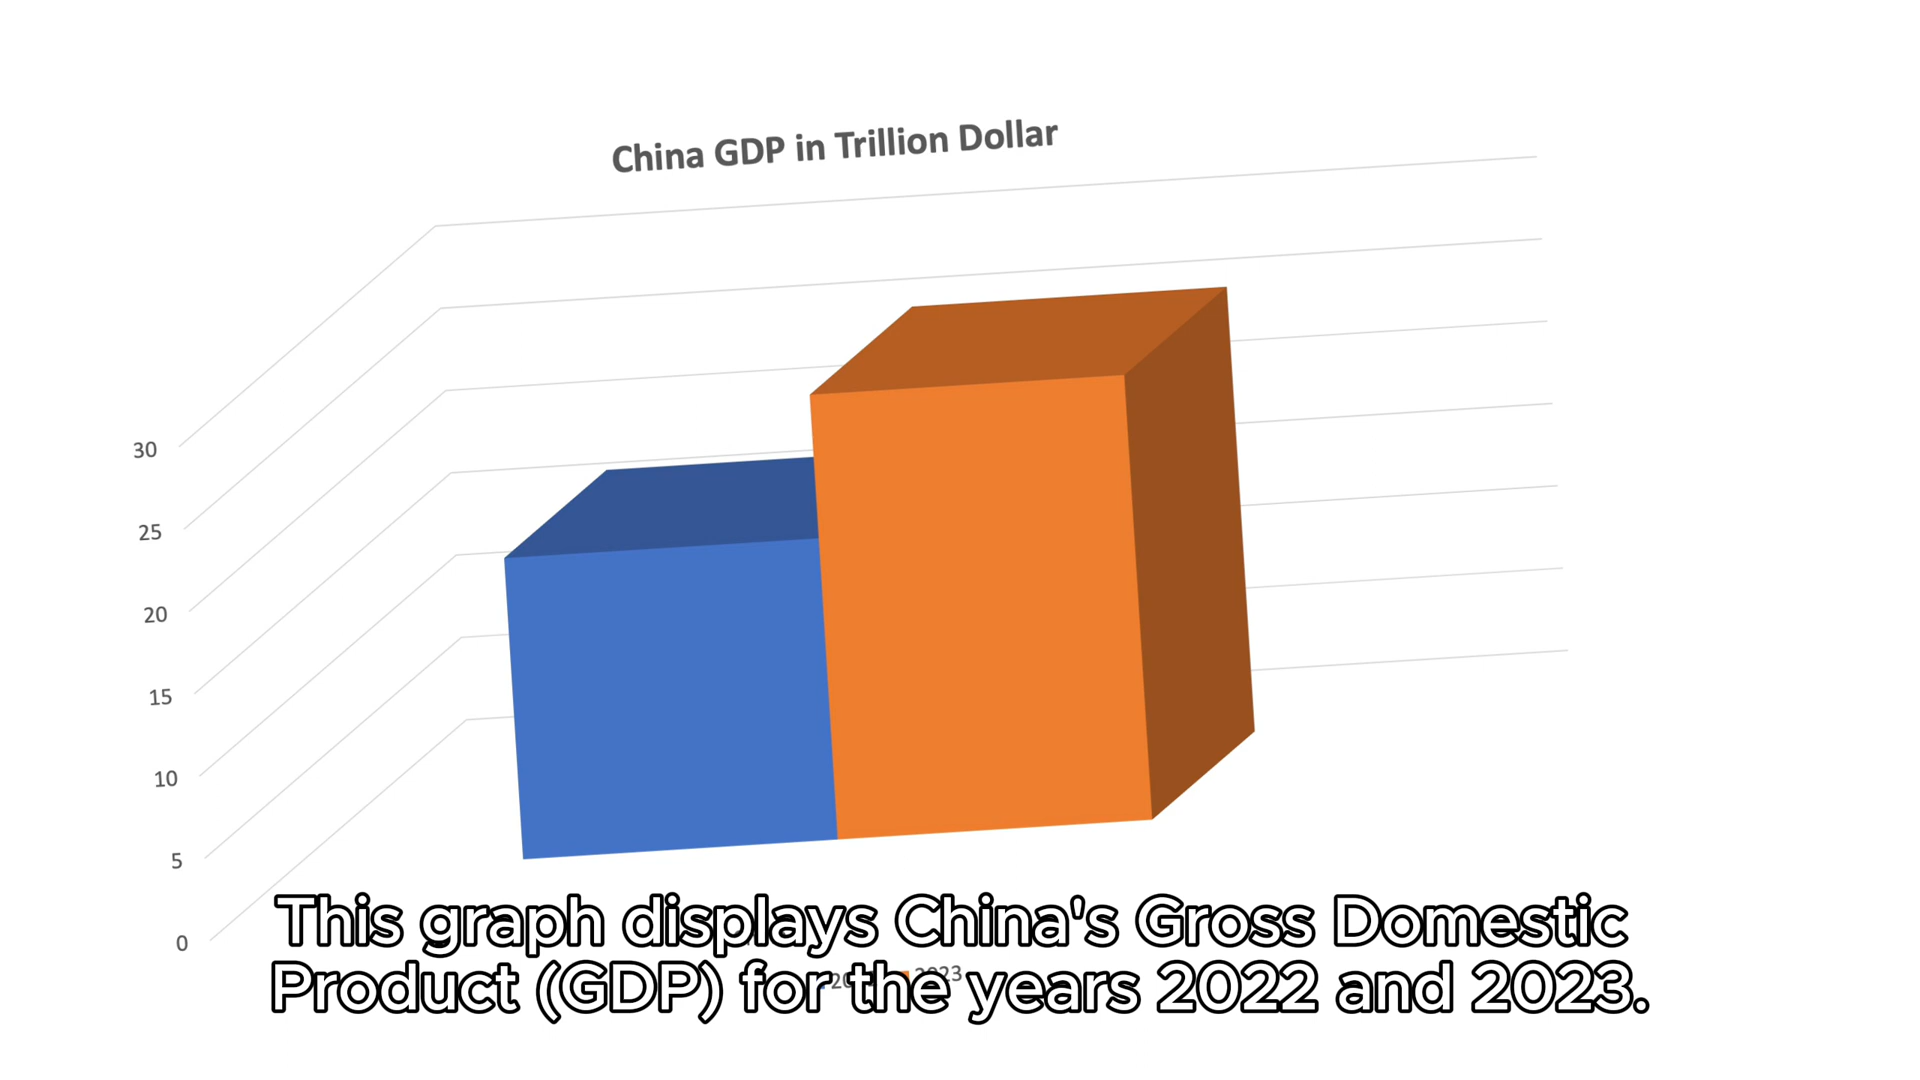 China GDP in Trillion Dollar
30
25
20
15
10
5
0
This graph displays China's Gross Domestic
Product (GDP) for the years 2022 and 2023.